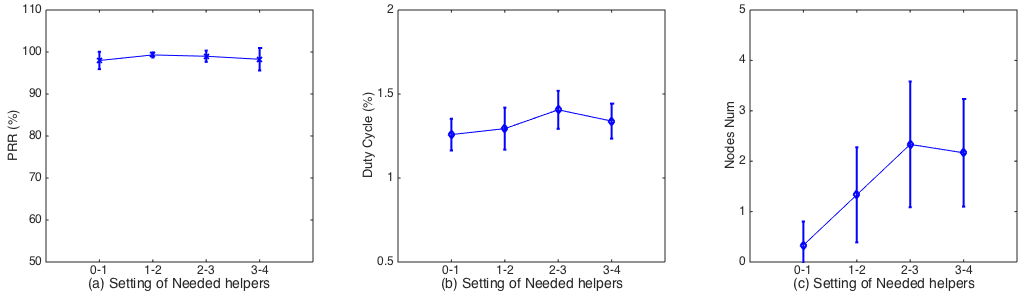 110
100
90
80
70
60
50
PRR (%)
0-1 1-2 2-3 3-4
(a) Setting of Needed helpers
2
1.5
1
0.5
Duty Cycle (%)
0-1 1-2 2-3 3-4
(b) Setting of Needed helpers
5
4
3
2
1
0
Nodes Num
0-1 1-2 2-3 3-4
(c) Setting of Needed helpers